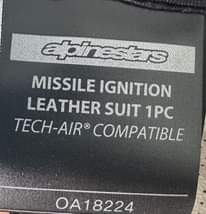 alpinestars
MISSILE IGNITION
LEATHER SUIT 1PC
TECH-AIR® COMPATIBLE
OA18224